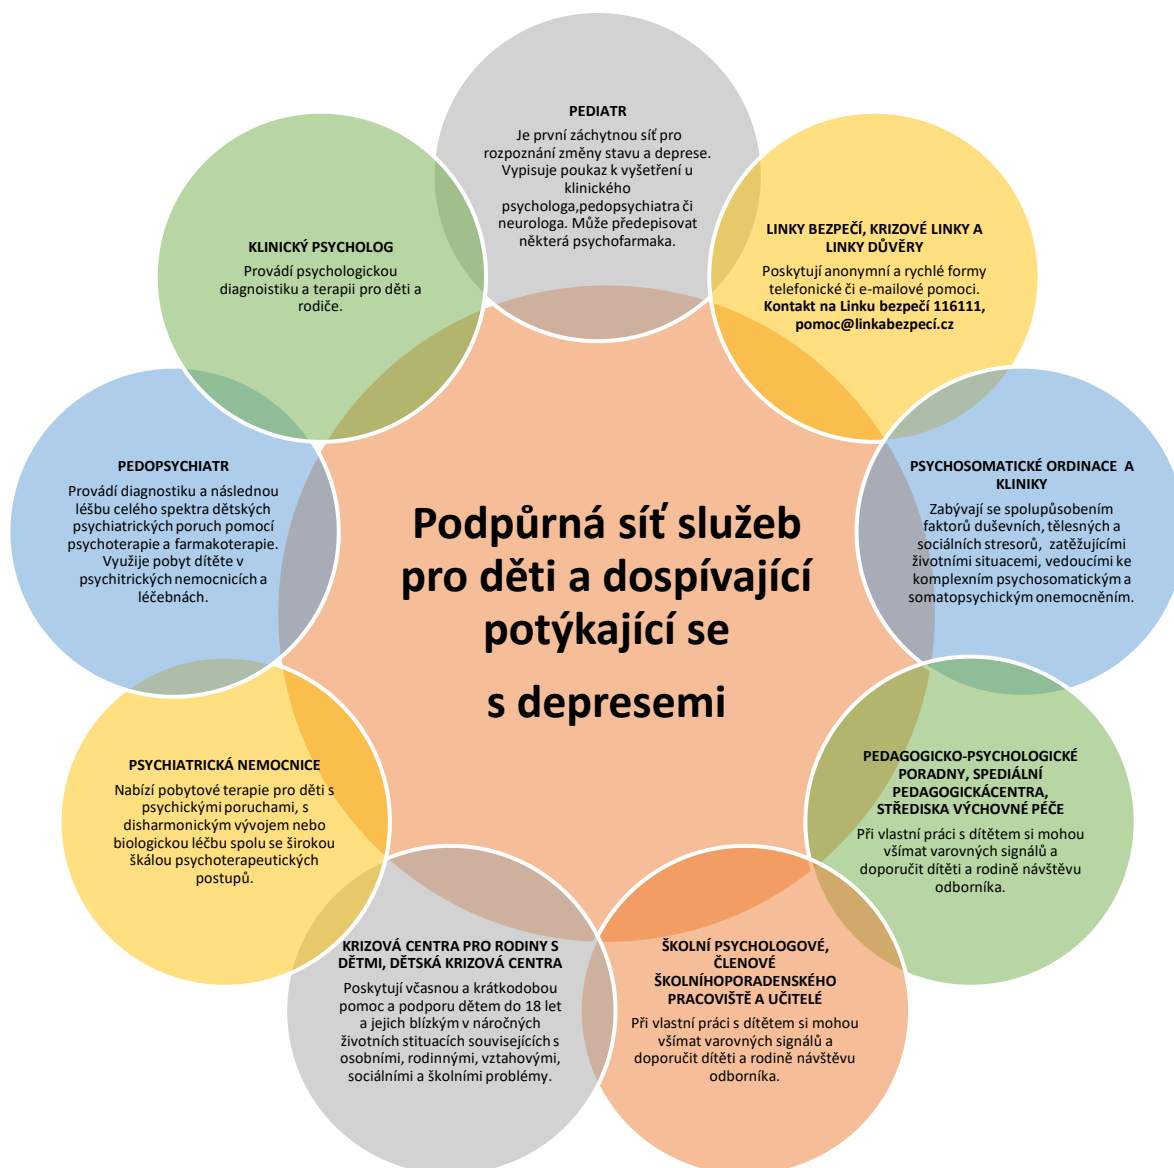 PEDIATR
Je první záchytnou síť pro
rozpoznání změny stavu a deprese.
Vypisuje poukaz k vyšetření u
klinického
psychologa,pedopsychiatra či
neurologa. Může předepisovat
některá psychofarmaka.
LINKY BEZPEČÍ, KRIZOVÉ LINKY A
LINKY DŮVĚRY
Poskytují anonymní a rychlé formy
telefonické či e-mailové pomoci.
Kontakt na Linku bezpečí 116111,
pomoc@linkabezpecí.cz
PSYCHOSOMATICKÉ ORDINACE A
KLINIKY
Zabývají se spolupůsobením
faktorů duševních, tělesných a
sociálních stresorů, zatěžujícími
životními situacemi, vedoucími ke
komplexním psychosomatickým a
somatopsychickým onemocněním.
PEDAGOGICKO-PSYCHOLOGICKÉ
PORADNY, SPEDIÁLNÍ
PEDAGOGICKÁCENTRA,
STŘEDISKA VÝCHOVNÉ PÉČE
Při vlastní práci s dítětem si mohou
všímat varovných signálů a
doporučit dítěti a rodině návštěvu
odborníka.
ŠKOLNÍ PSYCHOLOGOVÉ,
ČLENOVÉ
ŠKOLNÍHOPORADENSKÉHO
PRACOVIŠTĚ A UČITELÉ
Při vlastní práci s dítětem si mohou
všímat varovných signálů a
doporučit dítěti a rodině návštěvu
odborníka.
KRIZOVÁ CENTRA PRO RODINY S
DĚTMI, DĚTSKÁ KRIZOVÁ CENTRA
Poskytují včasnou a krátkodobou
pomoc a podporu dětem do 18 let
a jejich blízkým v náročných
životních stituacích souvisejících s
osobními, rodinnými, vztahovými,
sociálními a školními problémy.
PSYCHIATRICKÁ NEMOCNICE
Nabízí pobytové terapie pro děti s
psychickými poruchami, s
disharmonickým vývojem nebo
biologickou léčbu spolu se širokou
škálou psychoterapeutických
postupů.
PEDOPSYCHIATR
Provádí diagnostiku a následnou
léšbu celého spektra dětských
psychiatrických poruch pomocí
psychoterapie a farmakoterapie.
Využije pobyt dítěte v
psychitrických nemocnicích a
léčebnách.
KLINICKÝ PSYCHOLOG
Provádí psychologickou
diagnoistiku a terapii pro děti a
rodiče.
Podpůrná síť služeb
pro děti a dospívající
potýkající se
s depresemi